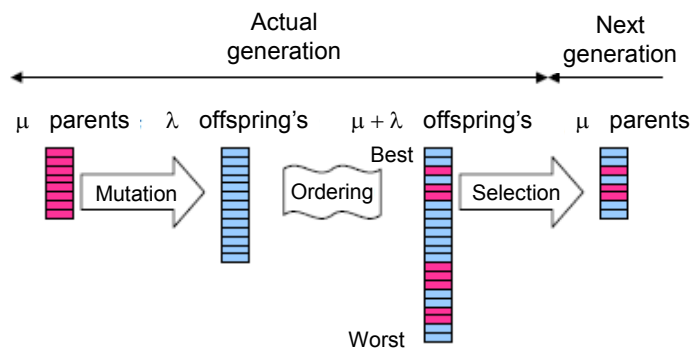 Actual
generation
Next
generation
μ parents : λ offspring's μ + λ offspring's μ parents
Best
Mutation
Ordering
Selection
Worst